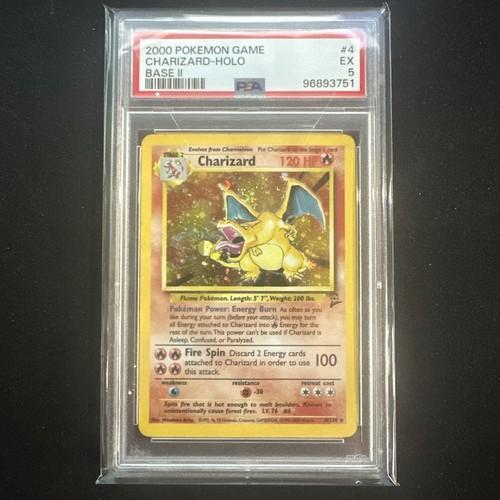 2000 POKEMON GAME #4
CHARIZARD-HOLO EX
BASE II PSA 5
96893751
Evolves from Charmeleon Put Charizard on the Stage 1 card
STAGE 2
Charizard 120 HP
Flame Pokémon. Length: 5' 7", Weight: 200 lbs.
Pokémon Power: Energy Burn As often as you
like during your turn (before your attack), you may turn
all Energy attached to Charizard into Energy for the
rest of the turn. This power can't be used if Charizard is
Asleep, Confused, or Paralyzed.
Fire Spin Discard 2 Energy cards
attached to Charizard in order to use
this attack.
100
weakness resistance retreat cost
-30
Spits fire that is hot enough to melt boulders. Known to
unintentionally cause forest fires. LV. 76 #6
Illus. Mitsuhiro Arita
4/130